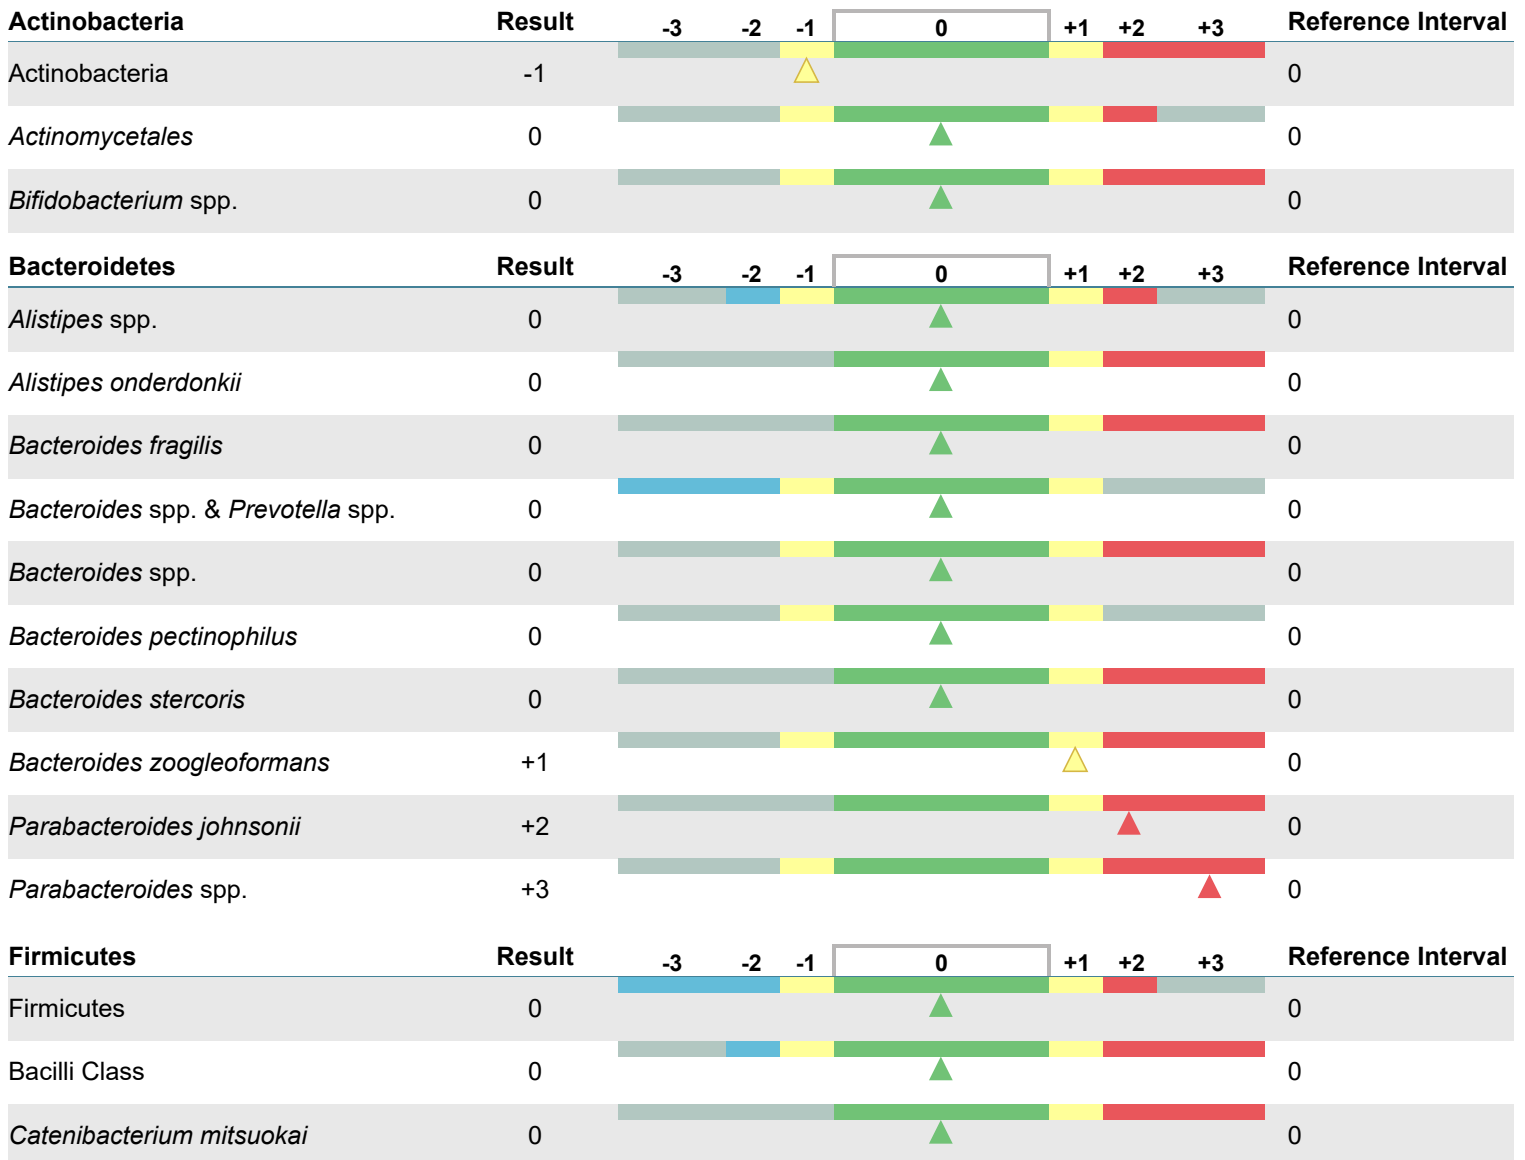 Actinobacteria Result -3 -2 -1 0 +1 +2 +3 Reference Interval
Actinobacteria -1 0
Actinomycetales 0 0
Bifidobacterium spp. 0 0
Bacteroidetes Result -3 -2 -1 0 +1 +2 +3 Reference Interval
Alistipes spp. 0 0
Alistipes onderdonkii 0 0
Bacteroides fragilis 0 0
Bacteroides spp. & Prevotella spp. 0 0
Bacteroides spp. 0 0
Bacteroides pectinophilus 0 0
Bacteroides stercoris 0 0
Bacteroides zoogleoformans +1 0
Parabacteroides johnsonii +2 0
Parabacteroides spp. +3 0
Firmicutes Result -3 -2 -1 0 +1 +2 +3 Reference Interval
Firmicutes 0 0
Bacilli Class 0 0
Catenibacterium mitsuokai 0 0